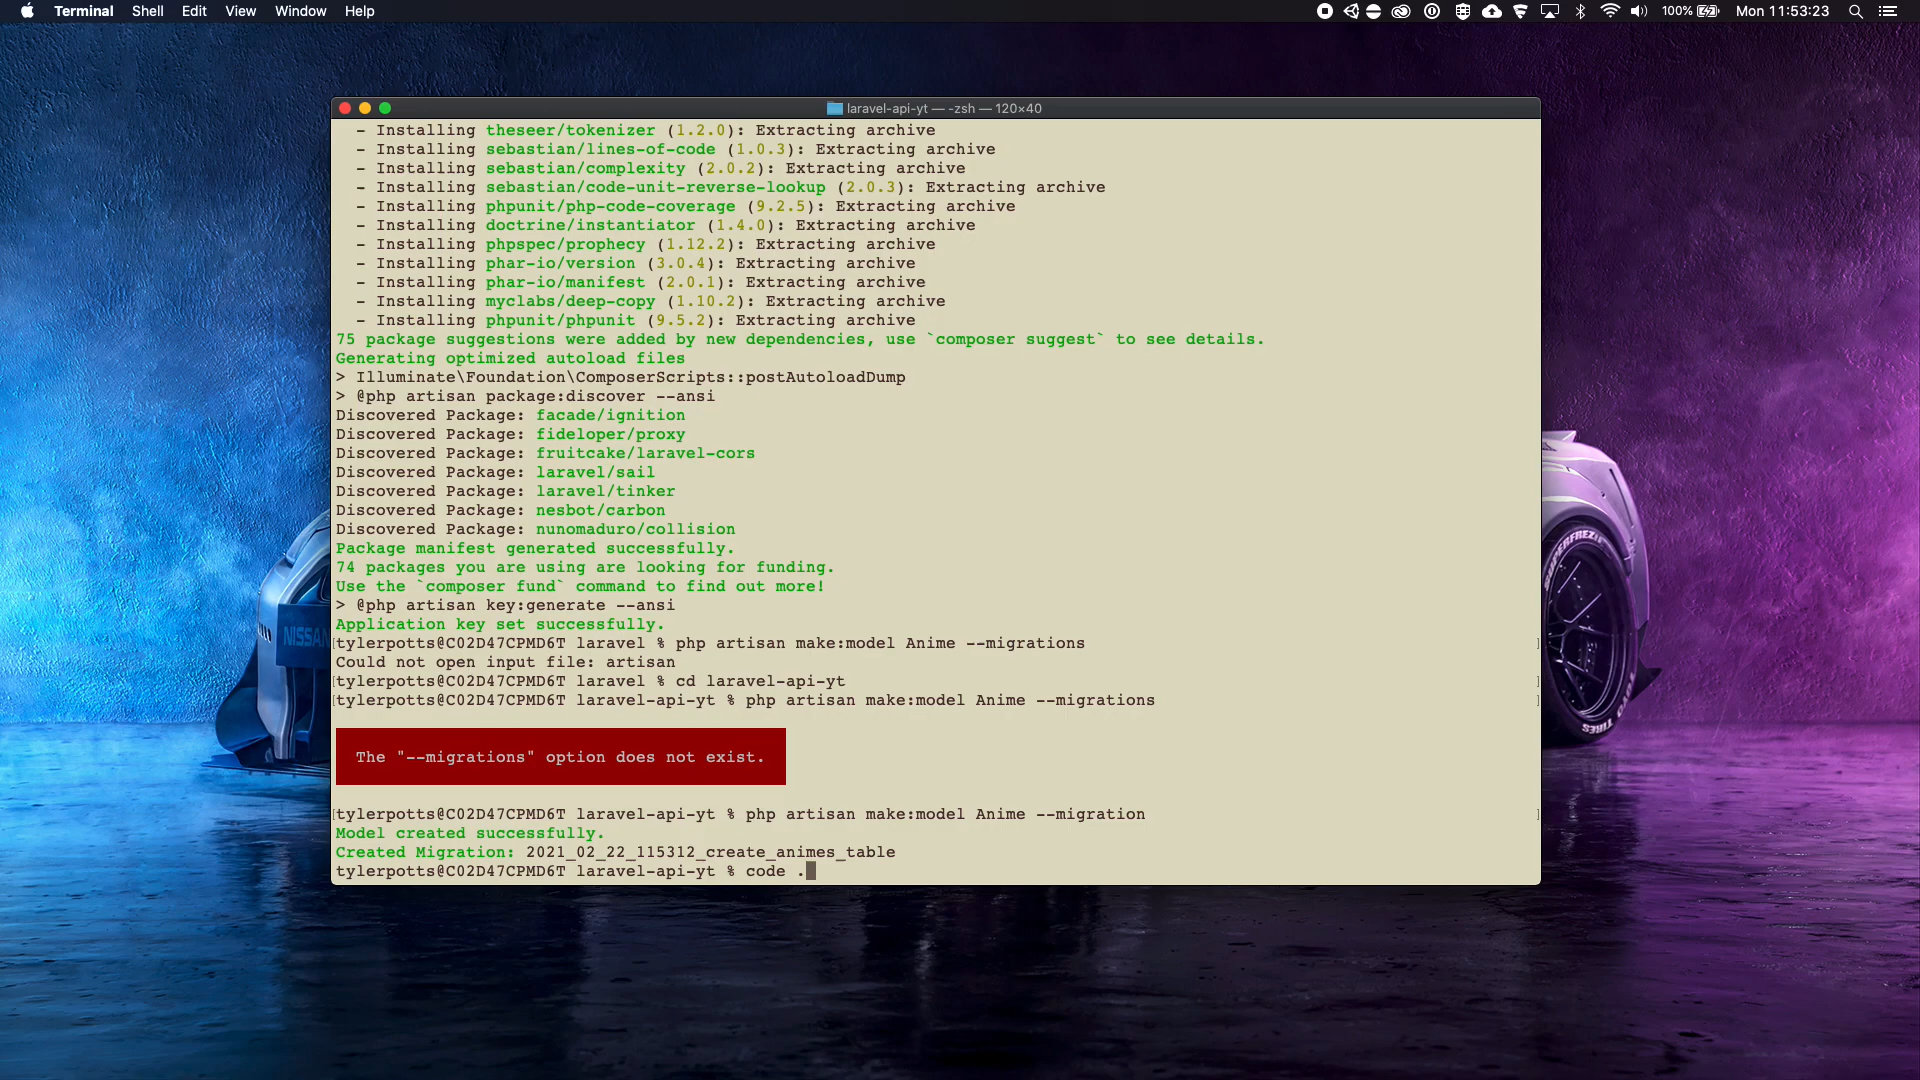 Terminal Shell Edit View Window Help 100% Mon 11:53:23
laravel-api-yt — -zsh — 120×40
- Installing theseer/tokenizer (1.2.0): Extracting archive
- Installing sebastian/lines-of-code (1.0.3): Extracting archive
- Installing sebastian/complexity (2.0.2): Extracting archive
- Installing sebastian/code-unit-reverse-lookup (2.0.3): Extracting archive
- Installing phpunit/php-code-coverage (9.2.5): Extracting archive
- Installing doctrine/instantiator (1.4.0): Extracting archive
- Installing phpspec/prophecy (1.12.2): Extracting archive
- Installing phar-io/version (3.0.4): Extracting archive
- Installing phar-io/manifest (2.0.1): Extracting archive
- Installing myclabs/deep-copy (1.10.2): Extracting archive
- Installing phpunit/phpunit (9.5.2): Extracting archive
75 package suggestions were added by new dependencies, use `composer suggest` to see details.
Generating optimized autoload files
> Illuminate\Foundation\ComposerScripts::postAutoloadDump
> @php artisan package:discover --ansi
Discovered Package: facade/ignition
Discovered Package: fideloper/proxy
Discovered Package: fruitcake/laravel-cors
Discovered Package: laravel/sail
Discovered Package: laravel/tinker
Discovered Package: nesbot/carbon
Discovered Package: nunomaduro/collision
Package manifest generated successfully.
74 packages you are using are looking for funding.
Use the `composer fund` command to find out more!
> @php artisan key:generate --ansi
Application key set successfully.
[tylerpotts@C02D47CPMD6T laravel % php artisan make:model Anime --migrations ]
Could not open input file: artisan
[tylerpotts@C02D47CPMD6T laravel % cd laravel-api-yt ]
[tylerpotts@C02D47CPMD6T laravel-api-yt % php artisan make:model Anime --migrations ]
The "--migrations" option does not exist.
[tylerpotts@C02D47CPMD6T laravel-api-yt % php artisan make:model Anime --migration ]
Model created successfully.
Created Migration: 2021_02_22_115312_create_animes_table
tylerpotts@C02D47CPMD6T laravel-api-yt % code .
NISSAN
SUPERFREZ
TOYO TIRES